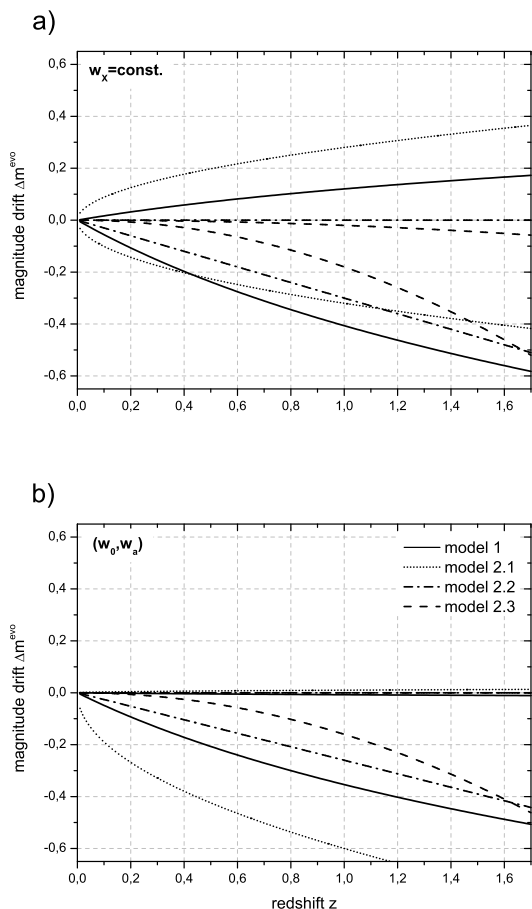 a)
w_x=const.
0,6
0,4
0,2
0,0
-0,2
-0,4
-0,6
magnitude drift Δm^evo
0,0 0,2 0,4 0,6 0,8 1,0 1,2 1,4 1,6
b)
(w_0,w_a)
model 1
model 2.1
model 2.2
model 2.3
0,6
0,4
0,2
0,0
-0,2
-0,4
-0,6
magnitude drift Δm^evo
0,0 0,2 0,4 0,6 0,8 1,0 1,2 1,4 1,6
redshift z